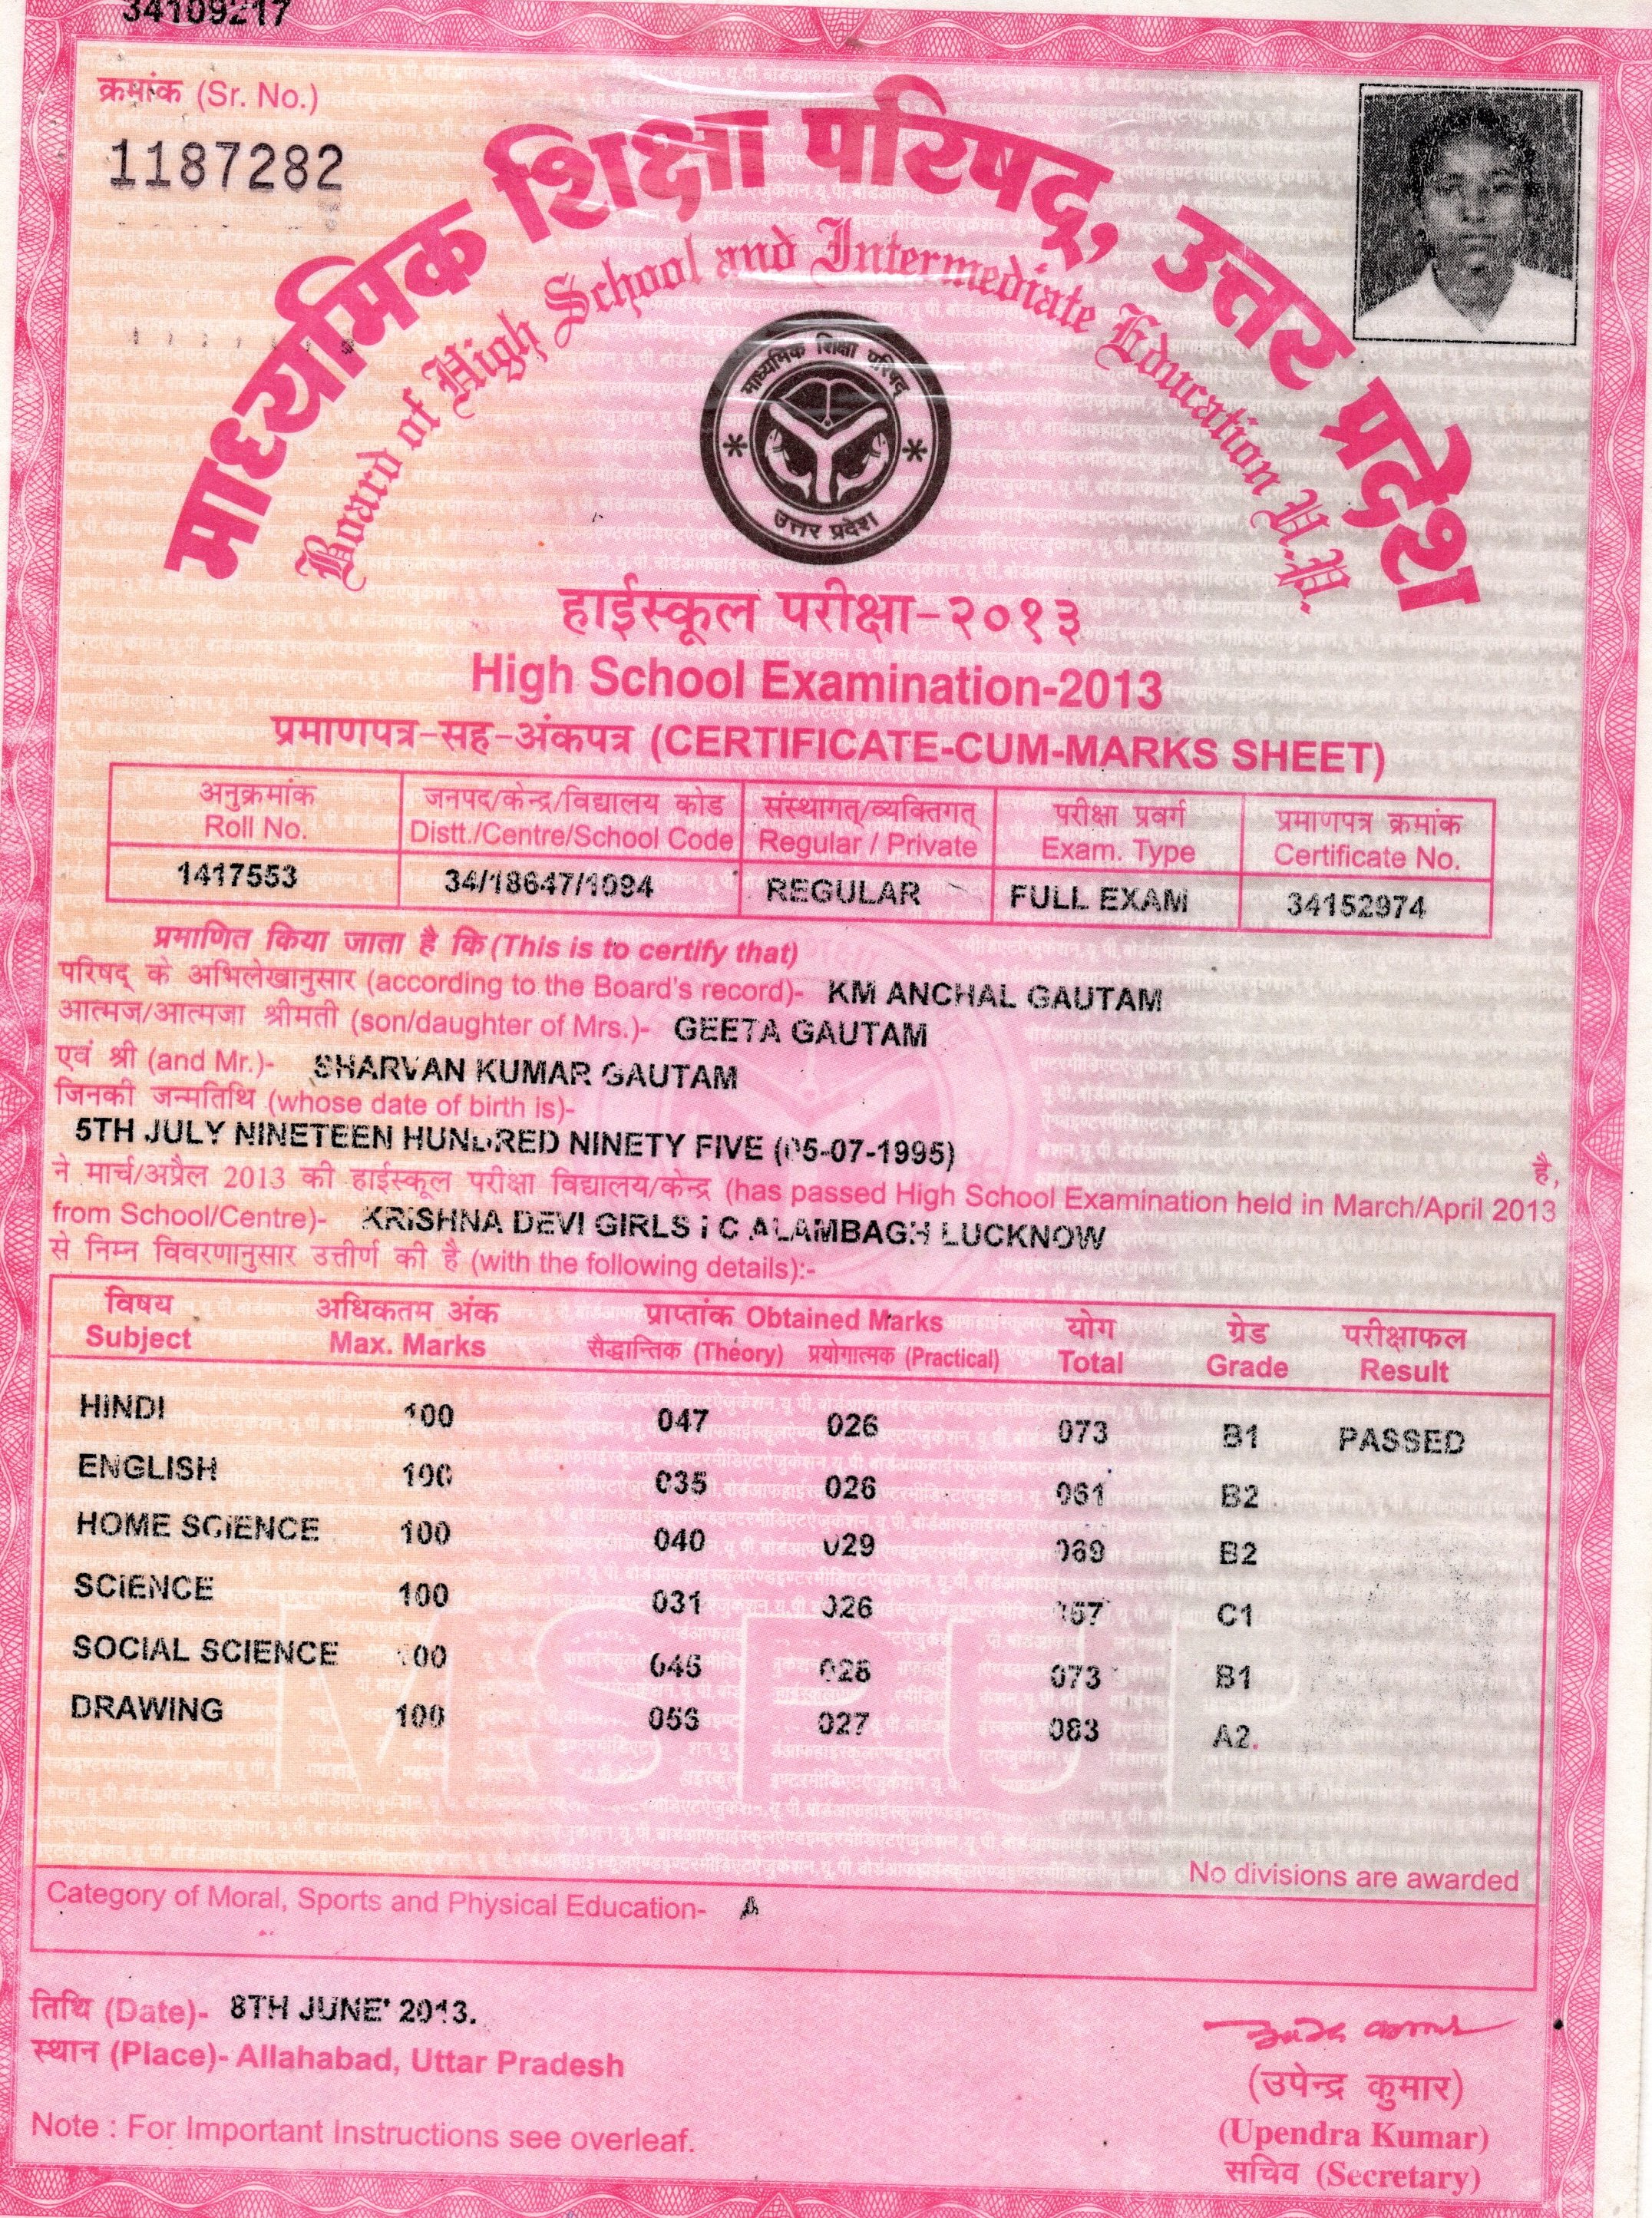 34109217
क्रमांक (Sr. No.)
1187282
माध्यमिक शिक्षा परिषद्, उत्तर प्रदेश
Board of High School and Intermediate Education U.P.
माध्यमिक शिक्षा परिषद्
उत्तर प्रदेश
हाईस्कूल परीक्षा-२०१३
High School Examination-2013
प्रमाणपत्र-सह-अंकपत्र (CERTIFICATE-CUM-MARKS SHEET)
अनुक्रमांक जनपद/केन्द्र/विद्यालय कोड संस्थागत्/व्यक्तिगत् परीक्षा प्रवर्ग प्रमाणपत्र क्रमांक
Roll No. Distt./Centre/School Code Regular / Private Exam. Type Certificate No.
1417553 34/18647/1094 REGULAR FULL EXAM 34152974
प्रमाणित किया जाता है कि (This is to certify that)
परिषद् के अभिलेखानुसार (according to the Board's record)- KM ANCHAL GAUTAM
आत्मज/आत्मजा श्रीमती (son/daughter of Mrs.)- GEETA GAUTAM
एवं श्री (and Mr.)- SHARVAN KUMAR GAUTAM
जिनकी जन्मतिथि (whose date of birth is)-
5TH JULY NINETEEN HUNDRED NINETY FIVE (05-07-1995) है,
ने मार्च/अप्रैल 2013 की हाईस्कूल परीक्षा विद्यालय/केन्द्र (has passed High School Examination held in March/April 2013
from School/Centre)- KRISHNA DEVI GIRLS I C ALAMBAGH LUCKNOW
से निम्न विवरणानुसार उत्तीर्ण की है (with the following details):-
विषय अधिकतम अंक प्राप्तांक Obtained Marks योग ग्रेड परीक्षाफल
Subject Max. Marks सैद्धान्तिक (Theory) प्रयोगात्मक (Practical) Total Grade Result
HINDI 100 047 026 073 B1 PASSED
ENGLISH 100 035 026 061 B2
HOME SCIENCE 100 040 029 069 B2
SCIENCE 100 031 026 057 C1
SOCIAL SCIENCE 100 045 028 073 B1
DRAWING 100 056 027 083 A2
No divisions are awarded
Category of Moral, Sports and Physical Education- A
तिथि (Date)- 8TH JUNE' 2013.
स्थान (Place)- Allahabad, Uttar Pradesh
(उपेन्द्र कुमार)
(Upendra Kumar)
सचिव (Secretary)
Note : For Important Instructions see overleaf.